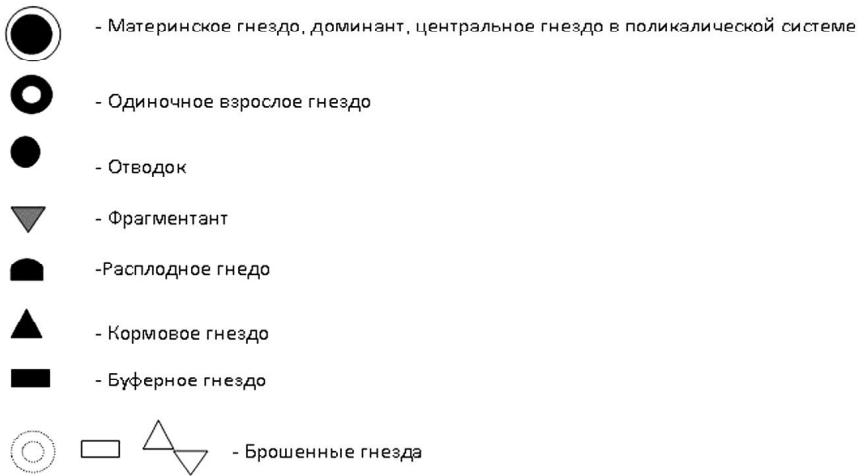 - Материнское гнездо, доминант, центральное гнездо в поликалической системе
- Одиночное взрослое гнездо
- Отводок
- Фрагментант
-Расплодное гнедо
- Кормовое гнездо
- Буферное гнездо
- Брошенные гнезда